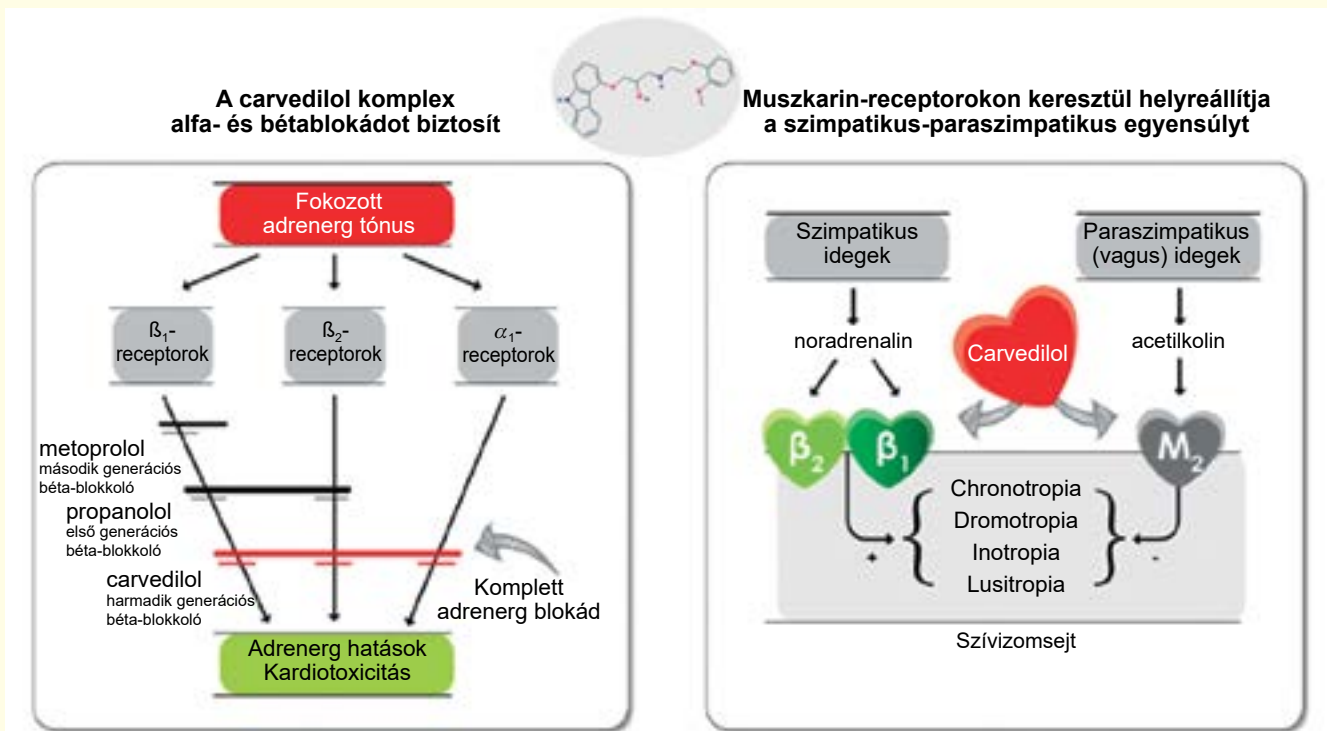 A carvedilol komplex
alfa- és bétablokádot biztosít
Fokozott
adrenerg tónus
ß₁-
receptorok
ß₂-
receptorok
α₁-
receptorok
metoprolol
második generációs
béta-blokkoló
propanolol
első generációs
béta-blokkoló
carvedilol
harmadik generációs
béta-blokkoló
Komplett
adrenerg blokád
Adrenerg hatások
Kardiotoxicitás
Muszkarin-receptorokon keresztül helyreállítja
a szimpatikus-paraszimpatikus egyensúlyt
Szimpatikus
idegek
Paraszimpatikus
(vagus) idegek
noradrenalin
Carvedilol
acetilkolin
β₂
β₁
M₂
Chronotropia
Dromotropia
Inotropia
Lusitropia
+
-
Szívizomsejt